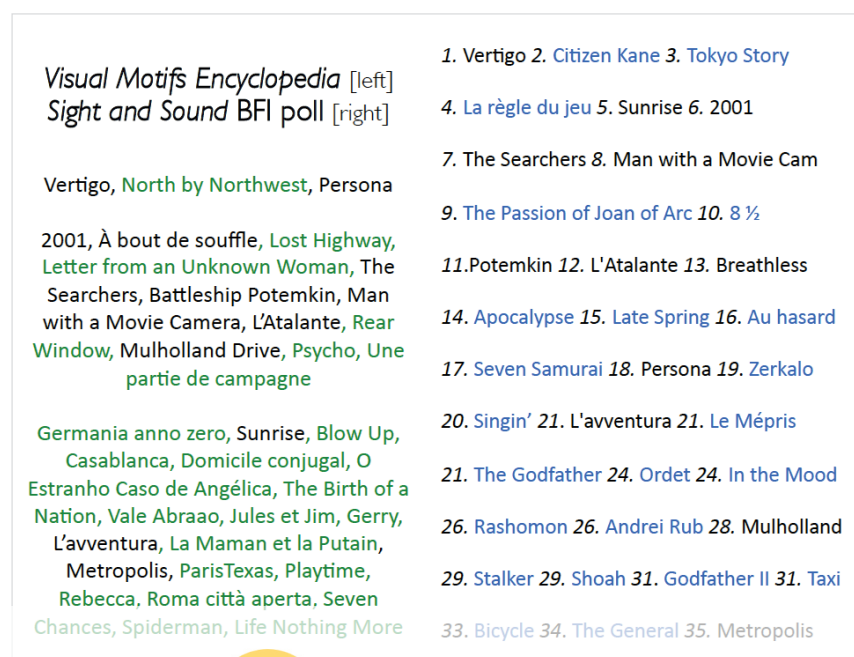 Visual Motifs Encyclopedia [left]
Sight and Sound BFI poll [right]
Vertigo, North by Northwest, Persona
2001, À bout de souffle, Lost Highway,
Letter from an Unknown Woman, The
Searchers, Battleship Potemkin, Man
with a Movie Camera, L'Atalante, Rear
Window, Mulholland Drive, Psycho, Une
partie de campagne
Germania anno zero, Sunrise, Blow Up,
Casablanca, Domicile conjugal, O
Estranho Caso de Angélica, The Birth of a
Nation, Vale Abraao, Jules et Jim, Gerry,
L'avventura, La Maman et la Putain,
Metropolis, ParisTexas, Playtime,
Rebecca, Roma città aperta, Seven
Chances, Spiderman, Life Nothing More
1. Vertigo 2. Citizen Kane 3. Tokyo Story
4. La règle du jeu 5. Sunrise 6. 2001
7. The Searchers 8. Man with a Movie Cam
9. The Passion of Joan of Arc 10. 8 ½
11.Potemkin 12. L'Atalante 13. Breathless
14. Apocalypse 15. Late Spring 16. Au hasard
17. Seven Samurai 18. Persona 19. Zerkalo
20. Singin' 21. L'avventura 21. Le Mépris
21. The Godfather 24. Ordet 24. In the Mood
26. Rashomon 26. Andrei Rub 28. Mulholland
29. Stalker 29. Shoah 31. Godfather II 31. Taxi
33. Bicycle 34. The General 35. Metropolis